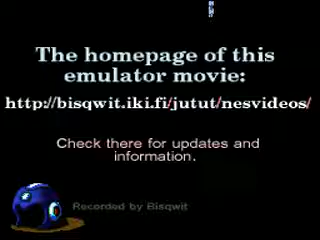 The homepage of this
emulator movie:
http://bisqwit.iki.fi/jutut/nesvideos/
Check there for updates and
information.
Recorded by Bisqwit